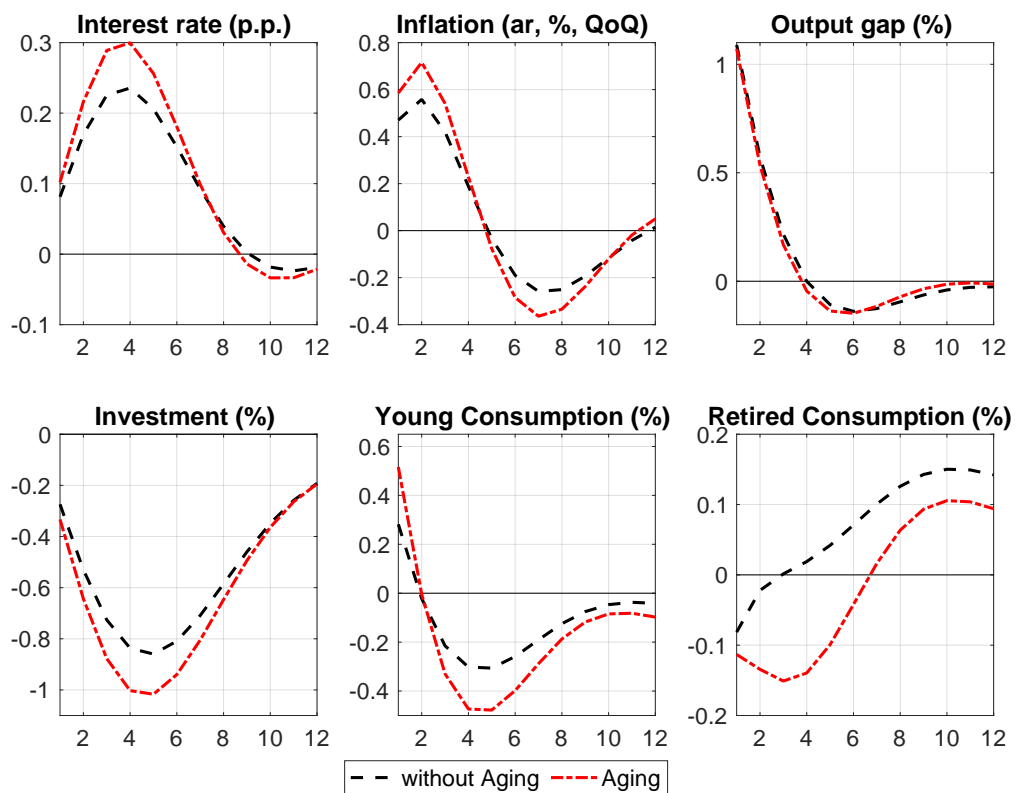 Interest rate (p.p.)
0.3
0.2
0.1
0
-0.1
2 4 6 8 10 12
Inflation (ar, %, QoQ)
0.8
0.6
0.4
0.2
0
-0.2
-0.4
2 4 6 8 10 12
Output gap (%)
1
0.5
0
2 4 6 8 10 12
Investment (%)
0
-0.2
-0.4
-0.6
-0.8
-1
2 4 6 8 10 12
Young Consumption (%)
0.6
0.4
0.2
0
-0.2
-0.4
2 4 6 8 10 12
Retired Consumption (%)
0.2
0.1
0
-0.1
-0.2
2 4 6 8 10 12
without Aging Aging